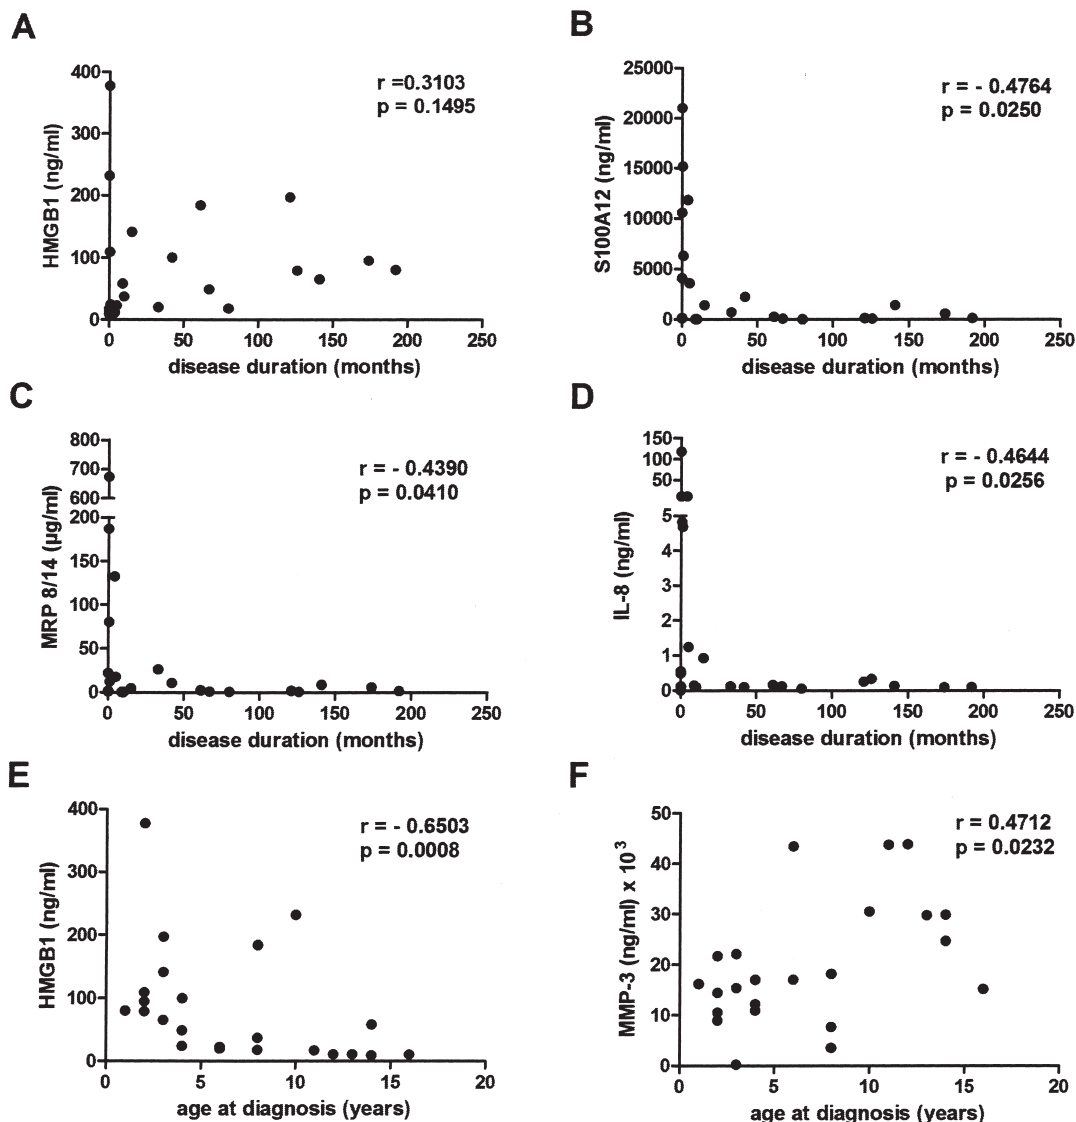 A
HMGB1 (ng/ml)
400
300
200
100
0
r =0.3103
p = 0.1495
0 50 100 150 200 250
disease duration (months)
B
S100A12 (ng/ml)
25000
20000
15000
10000
5000
0
r = - 0.4764
p = 0.0250
0 50 100 150 200 250
disease duration (months)
C
MRP 8/14 (µg/ml)
800
700
600
200
150
100
50
0
r = - 0.4390
p = 0.0410
0 50 100 150 200 250
disease duration (months)
D
IL-8 (ng/ml)
150
100
50
5
4
3
2
1
0
r = - 0.4644
p = 0.0256
0 50 100 150 200 250
disease duration (months)
E
HMGB1 (ng/ml)
400
300
200
100
0
r = - 0.6503
p = 0.0008
0 5 10 15 20
age at diagnosis (years)
F
MMP-3 (ng/ml) x 10³
50
40
30
20
10
0
r = 0.4712
p = 0.0232
0 5 10 15 20
age at diagnosis (years)